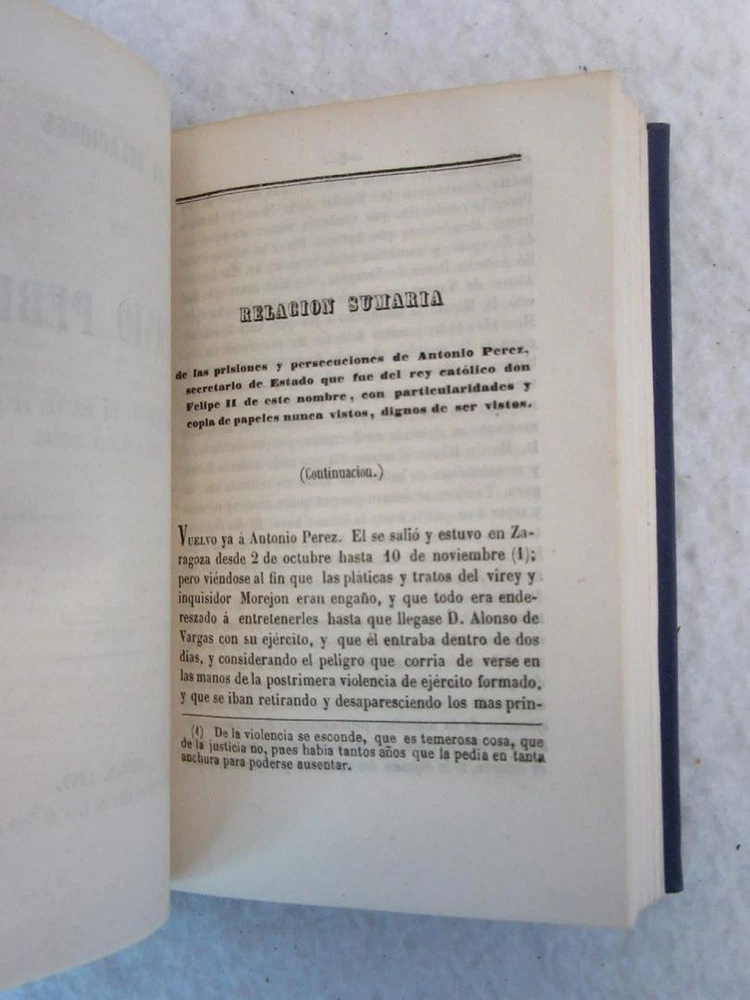 RELACIONES
PER
RELACION SUMARIA
de las prisiones y persecuciones de Antonio Perez,
secretario de Estado que fue del rey católico don
Felipe II de este nombre, con particularidades y
copia de papeles nunca vistos, dignos de ser vistos.
(Continuacion.)
VUELVO ya á Antonio Perez. El se salió y estuvo en Za-
ragoza desde 2 de octubre hasta 10 de noviembre (1);
pero viéndose al fin que las pláticas y tratos del virey y
inquisidor Morejon eran engaño, y que todo era ende-
reszado á entretenerles hasta que llegase D. Alonso de
Vargas con su ejército, y que él entraba dentro de dos
dias, y considerando el peligro que corria de verse en
las manos de la postrimera violencia de ejército formado,
y que se iban retirando y desaparesciendo los mas prin-
(1) De la violencia se esconde, que es temerosa cosa, que
de la justicia no, pues habia tantos años que la pedia en tanta
anchura para poderse ausentar.